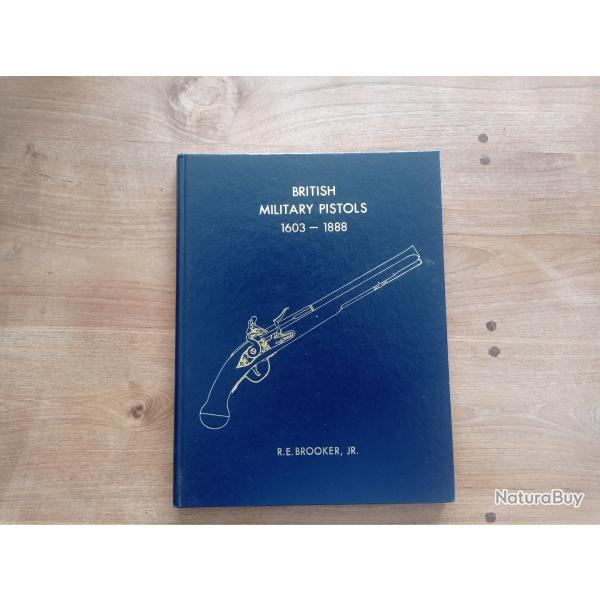 BRITISH
MILITARY PISTOLS
1603 — 1888
R.E. BROOKER, JR.
NaturaBuy